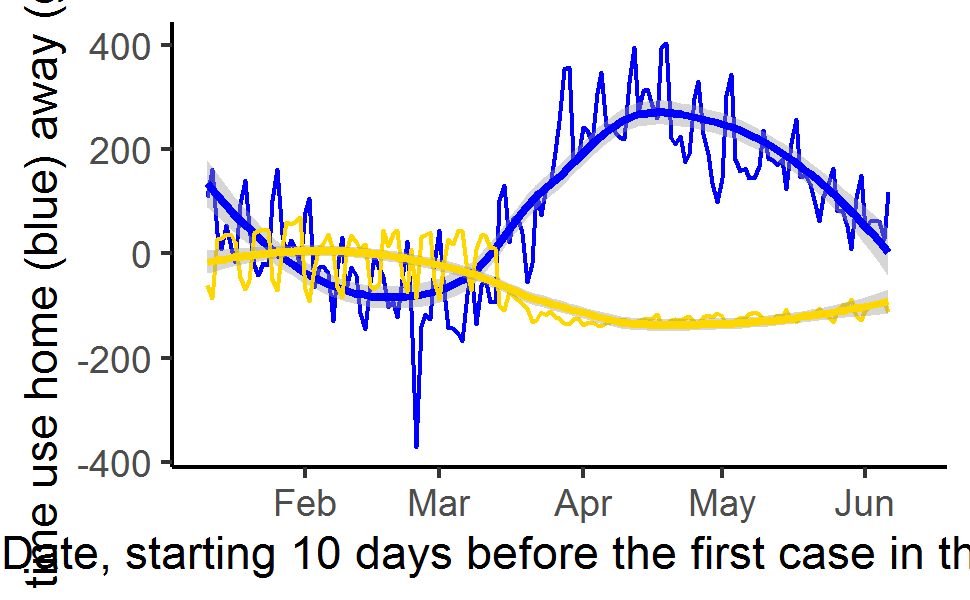 time use home (blue) away (
400
200
0
-200
-400
Feb Mar Apr May Jun
Date, starting 10 days before the first case in th